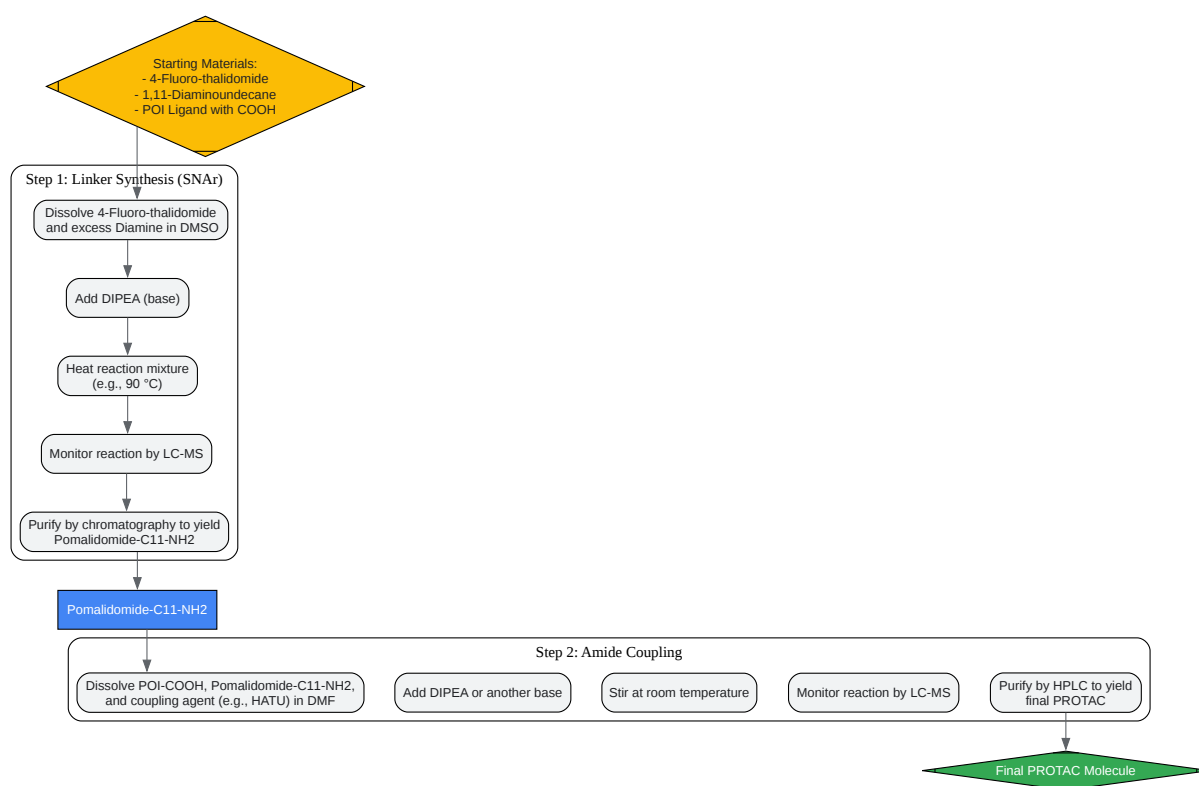 Starting Materials:
- 4-Fluoro-thalidomide
- 1,11-Diaminoundecane
- POI Ligand with COOH
Step 1: Linker Synthesis (SNAr)
Dissolve 4-Fluoro-thalidomide
and excess Diamine in DMSO
Add DIPEA (base)
Heat reaction mixture
(e.g., 90 °C)
Monitor reaction by LC-MS
Purify by chromatography to yield
Pomalidomide-C11-NH2
Pomalidomide-C11-NH2
Step 2: Amide Coupling
Dissolve POI-COOH, Pomalidomide-C11-NH2,
and coupling agent (e.g., HATU) in DMF
Add DIPEA or another base
Stir at room temperature
Monitor reaction by LC-MS
Purify by HPLC to yield
final PROTAC
Final PROTAC Molecule